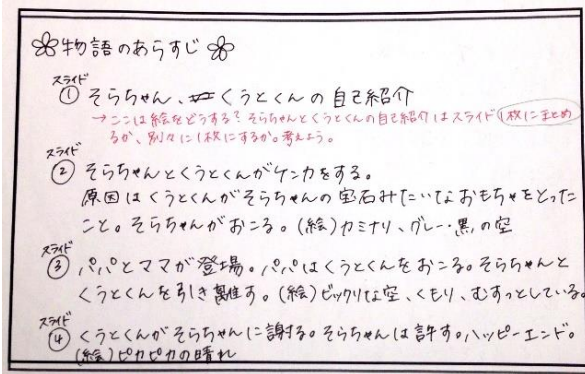 物語のあらすじ
スライド
① そらちゃん、くうとくんの自己紹介
→ここは絵をどうする?そらちゃんとくうとくんの自己紹介はスライド1枚にまとめ
るか、別々に1枚にするか。考えよう。
スライド
② そらちゃんとくうとくんがケンカをする。
原因はくうとくんがそらちゃんの宝石みたいなおもちゃをとった
こと。そらちゃんがおこる。(絵)カミナリ、グレー・黒の空
スライド
③ パパとママが登場。パパはくうとくんをおこる。そらちゃんと
くうとくんを引き離す。(絵)ビックリな空、くもり、むすっとしている。
スライド
④ くうとくんがそらちゃんに謝る。そらちゃんは許す。ハッピーエンド。
(絵)ピカピカの晴れ